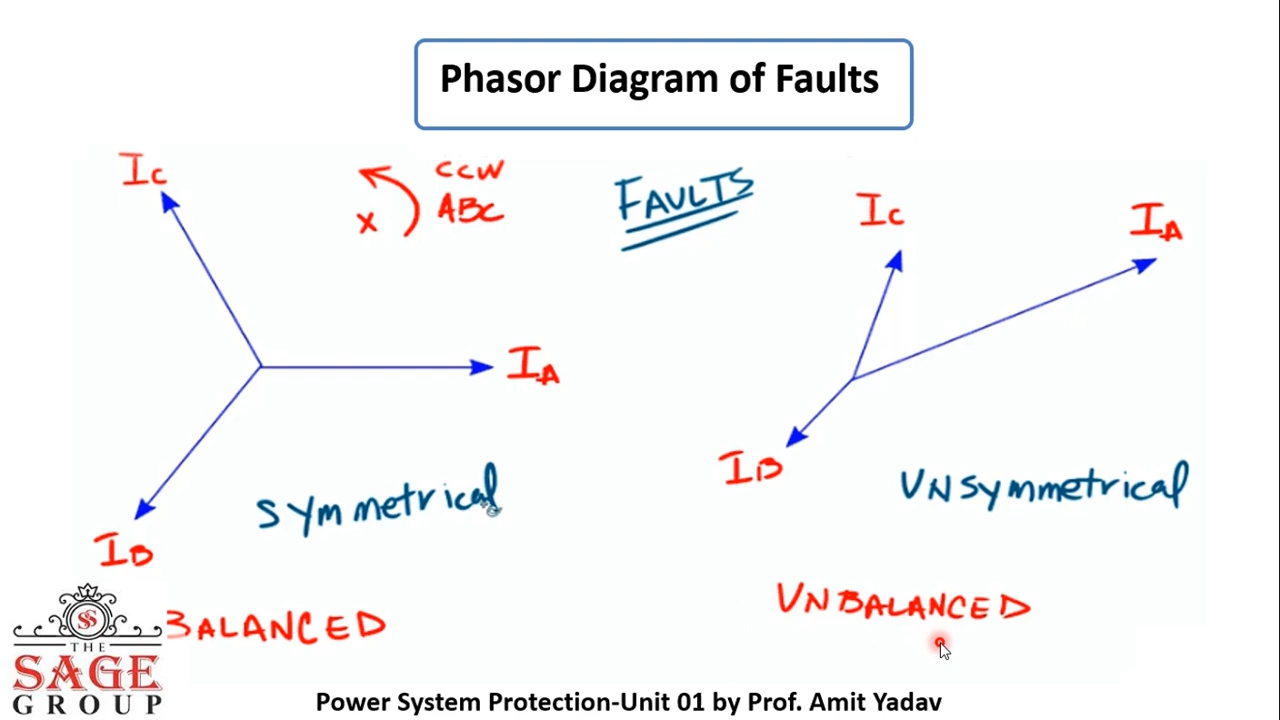 Phasor Diagram of Faults
Ic
CCW
ABC
x
FAULTS
Ic
IA
IA
IB
Symmetrical
UNSymmetrical
IB
BALANCED
UNBALANCED
SS
THE
SAGE
GROUP
Power System Protection-Unit 01 by Prof. Amit Yadav